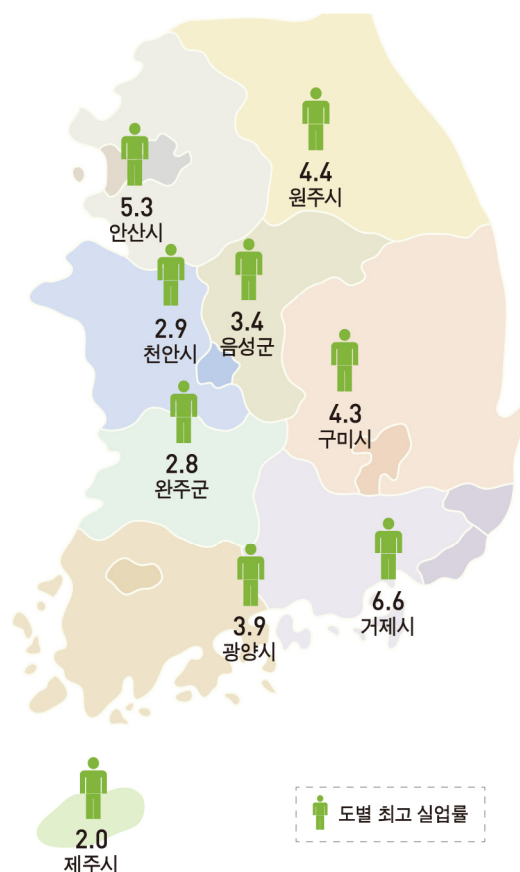 4.4
원주시
5.3
안산시
2.9
천안시
3.4
음성군
4.3
구미시
2.8
완주군
6.6
거제시
3.9
광양시
2.0
제주시
도별 최고 실업률